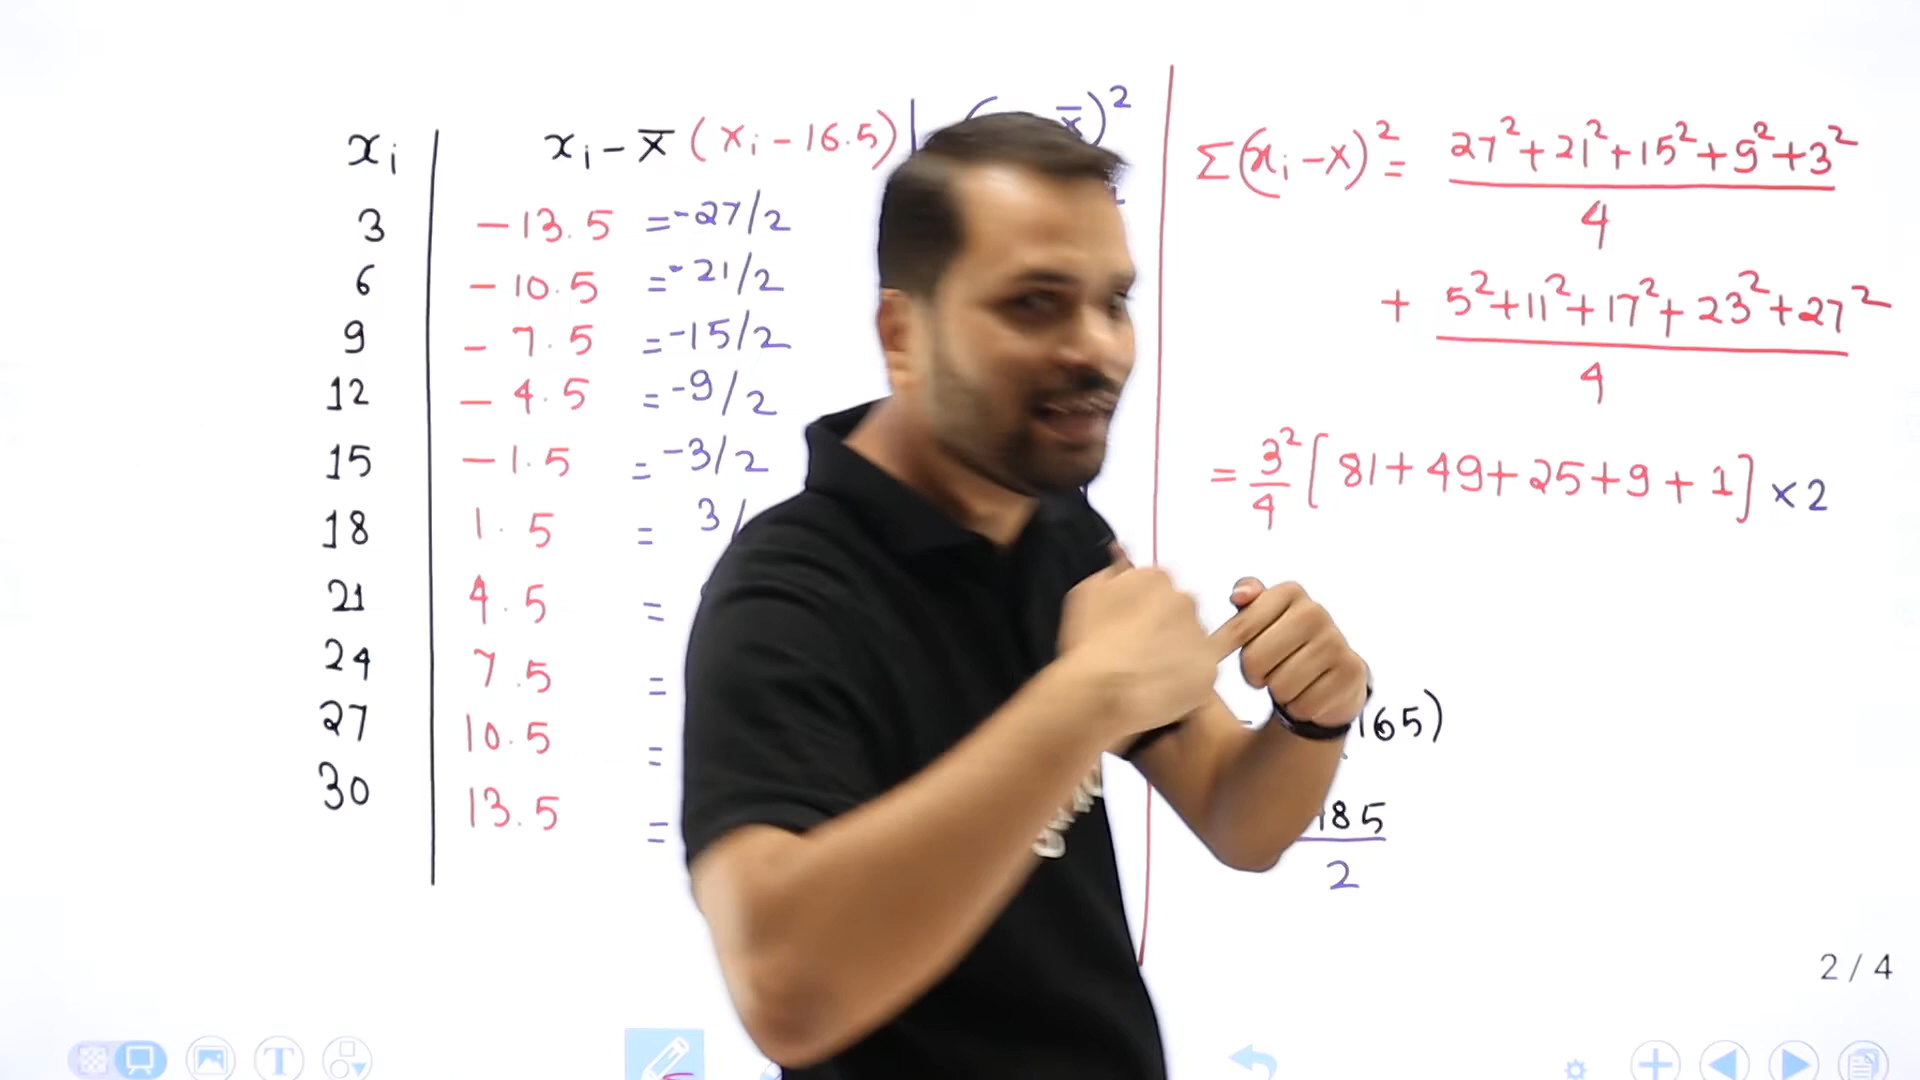 xᵢ xᵢ − x̅ (xᵢ − 16.5) x̅)²
3 − 13.5 = -27/2
6 − 10.5 = -21/2
9 − 7.5 = -15/2
12 − 4.5 = -9/2
15 − 1.5 = -3/2
18 1.5 = 3/
21 4.5 =
24 7.5 =
27 10.5 =
30 13.5 =
Σ(xᵢ − x)² = 27² + 21² + 15² + 9² + 3²
4
+ 5² + 11² + 17² + 23² + 27²
4
= 3²/4 [81 + 49 + 25 + 9 + 1] × 2
165)
185
2
2 / 4
T